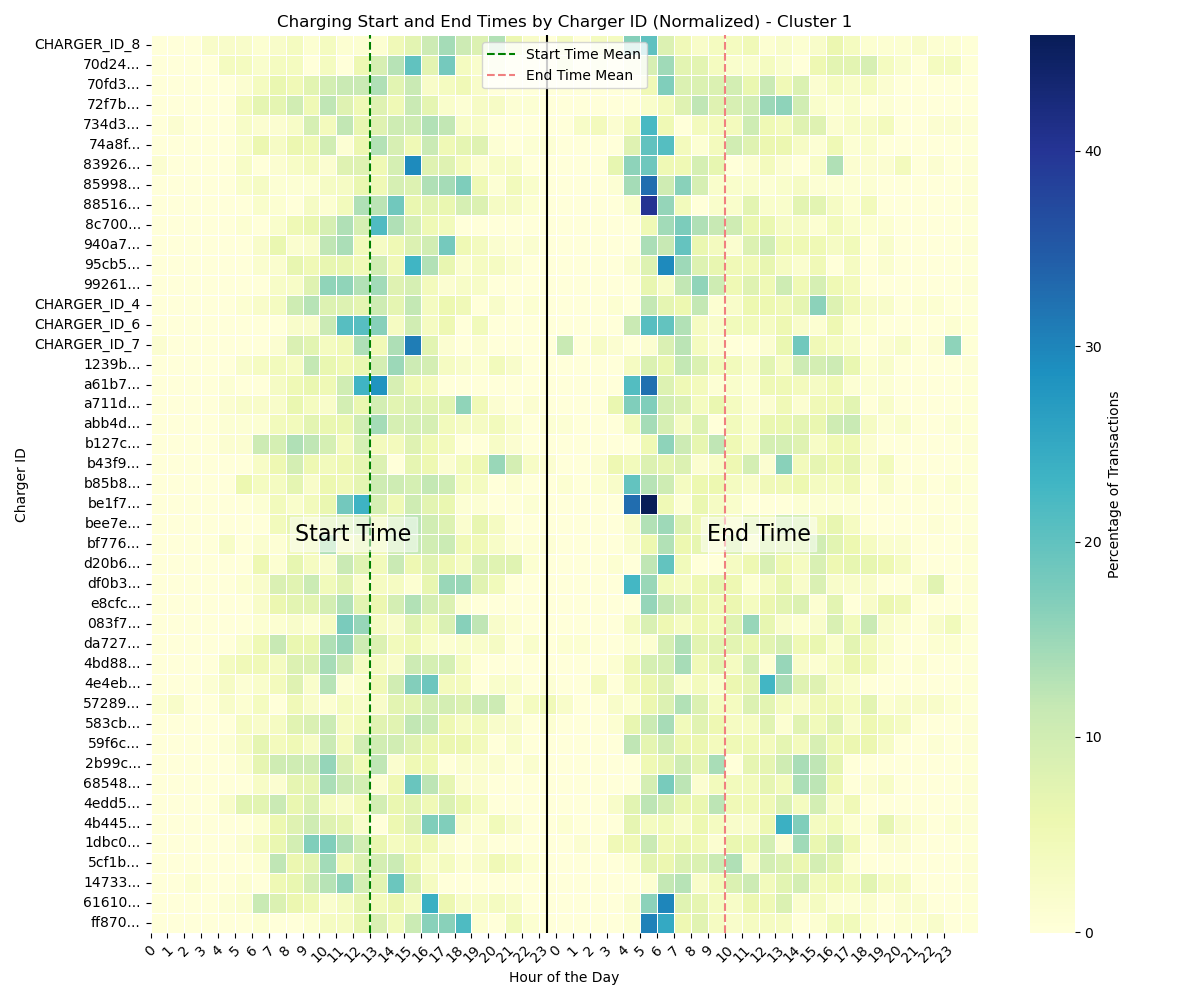 Charging Start and End Times by Charger ID (Normalized) - Cluster 1
Start Time Mean
End Time Mean
CHARGER_ID_8
70d24...
70fd3...
72f7b...
734d3...
74a8f...
83926...
85998...
88516...
8c700...
940a7...
95cb5...
99261...
CHARGER_ID_4
CHARGER_ID_6
CHARGER_ID_7
1239b...
a61b7...
a711d...
abb4d...
b127c...
b43f9...
b85b8...
be1f7...
bee7e...
bf776...
d20b6...
df0b3...
e8cfc...
083f7...
da727...
4bd88...
4e4eb...
57289...
583cb...
59f6c...
2b99c...
68548...
4edd5...
4b445...
1dbc0...
5cf1b...
14733...
61610...
ff870...
Charger ID
Start Time
End Time
0 1 2 3 4 5 6 7 8 9 10 11 12 13 14 15 16 17 18 19 20 21 22 23 0 1 2 3 4 5 6 7 8 9 10 11 12 13 14 15 16 17 18 19 20 21 22 23
Hour of the Day
40
30
20
10
0
Percentage of Transactions